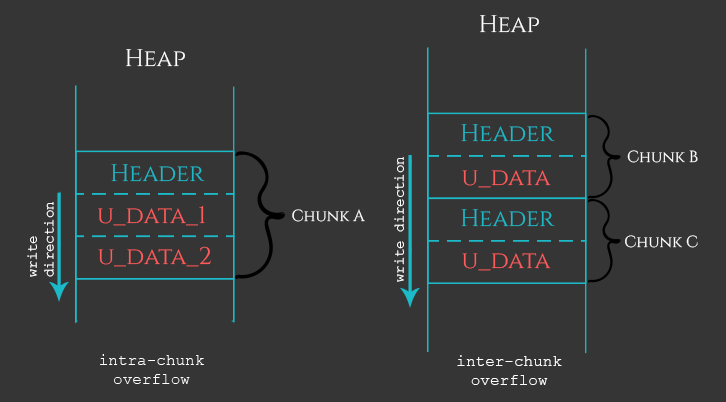 HEAP
HEADER
U_DATA_1
U_DATA_2
CHUNK A
write
direction
intra-chunk
overflow
HEAP
HEADER
U_DATA
CHUNK B
HEADER
U_DATA
CHUNK C
write direction
inter-chunk
overflow